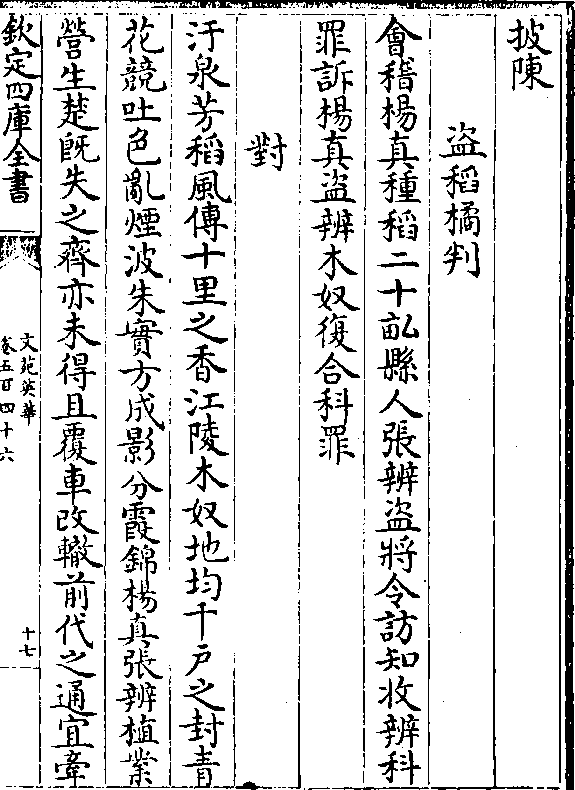 披陳
盜稻橘判
會稽楊真種稻二十畝縣人張辨盜將令訪知收辨科
罪訴楊真盜辨木奴復合科罪
對
汙泉芳稻風傳十里之香江陵木奴地均千戸之封青
花競吐色亂煙波朱實方成影分霞錦楊真張辨植業
營生楚旣失之齊亦未得且覆車改轍前代之通宜牽
欽定四庫全書
文苑英華
卷五百四十六
十七